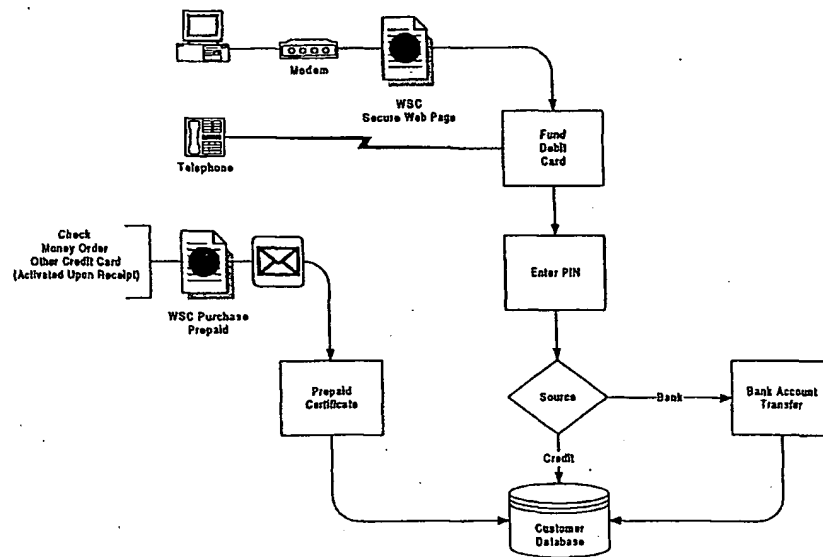 Modem
WSC
Secure Web Page
Fund
Debit
Card
Telephone
Check
Money Order
Other Credit Card
(Activated Upon Receipt)
WSC Purchase
Prepaid
Enter PIN
Prepaid
Certificate
Source
Bank
Bank Account
Transfer
Credit
Customer
Database